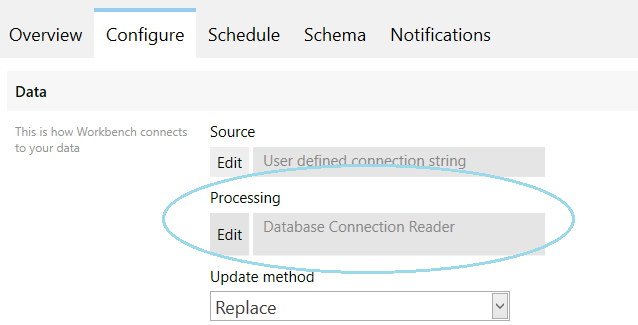 Overview Configure Schedule Schema Notifications
Data
This is how Workbench connects
to your data
Source
Edit User defined connection string
Processing
Edit Database Connection Reader
Update method
Replace